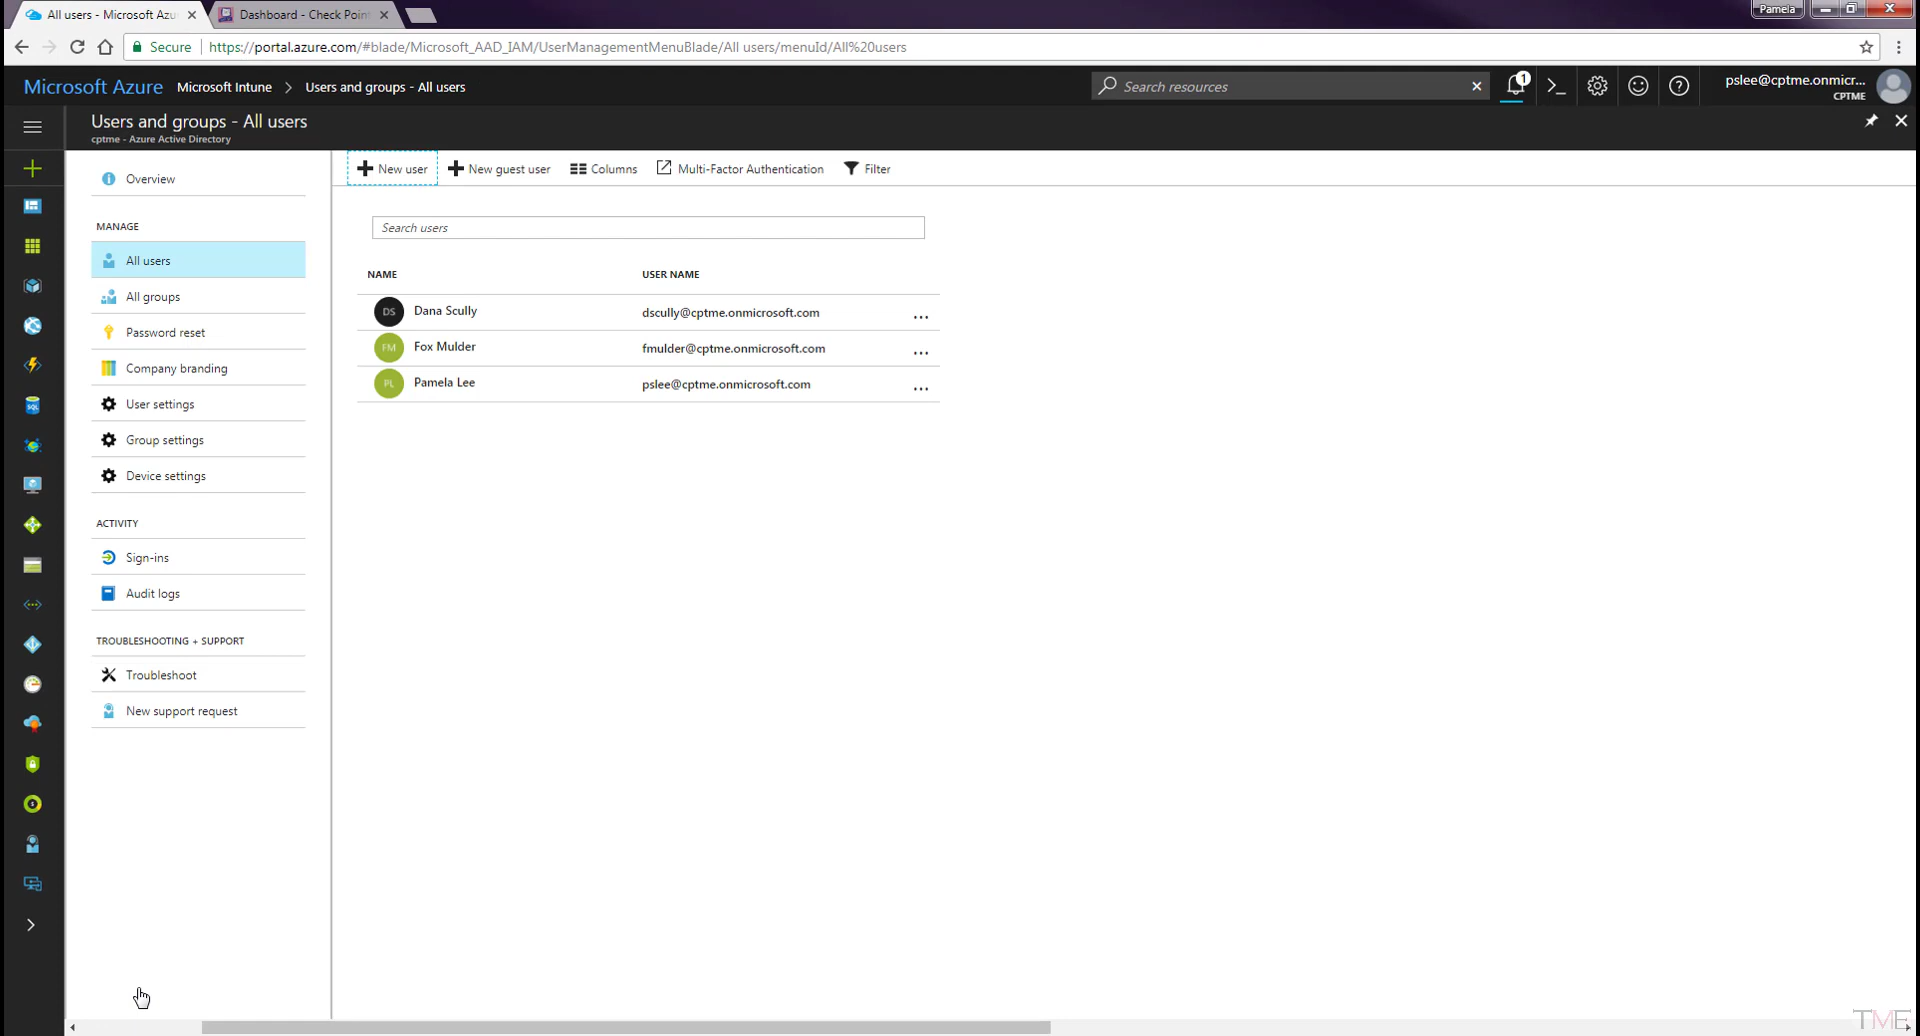 All users - Microsoft Azu
Dashboard - Check Poin
Pamela
Secure
https://portal.azure.com/#blade/Microsoft_AAD_IAM/UserManagementMenuBlade/All users/menuId/All%20users
Microsoft Azure
Microsoft Intune
Users and groups - All users
Search resources
1
pslee@cptme.onmicr...
CPTME
Users and groups - All users
cptme - Azure Active Directory
Overview
MANAGE
All users
All groups
Password reset
Company branding
User settings
Group settings
Device settings
ACTIVITY
Sign-ins
Audit logs
TROUBLESHOOTING + SUPPORT
Troubleshoot
New support request
New user
New guest user
Columns
Multi-Factor Authentication
Filter
Search users
NAME USER NAME
DS Dana Scully dscully@cptme.onmicrosoft.com ...
FM Fox Mulder fmulder@cptme.onmicrosoft.com ...
PL Pamela Lee pslee@cptme.onmicrosoft.com ...
SQL
TME